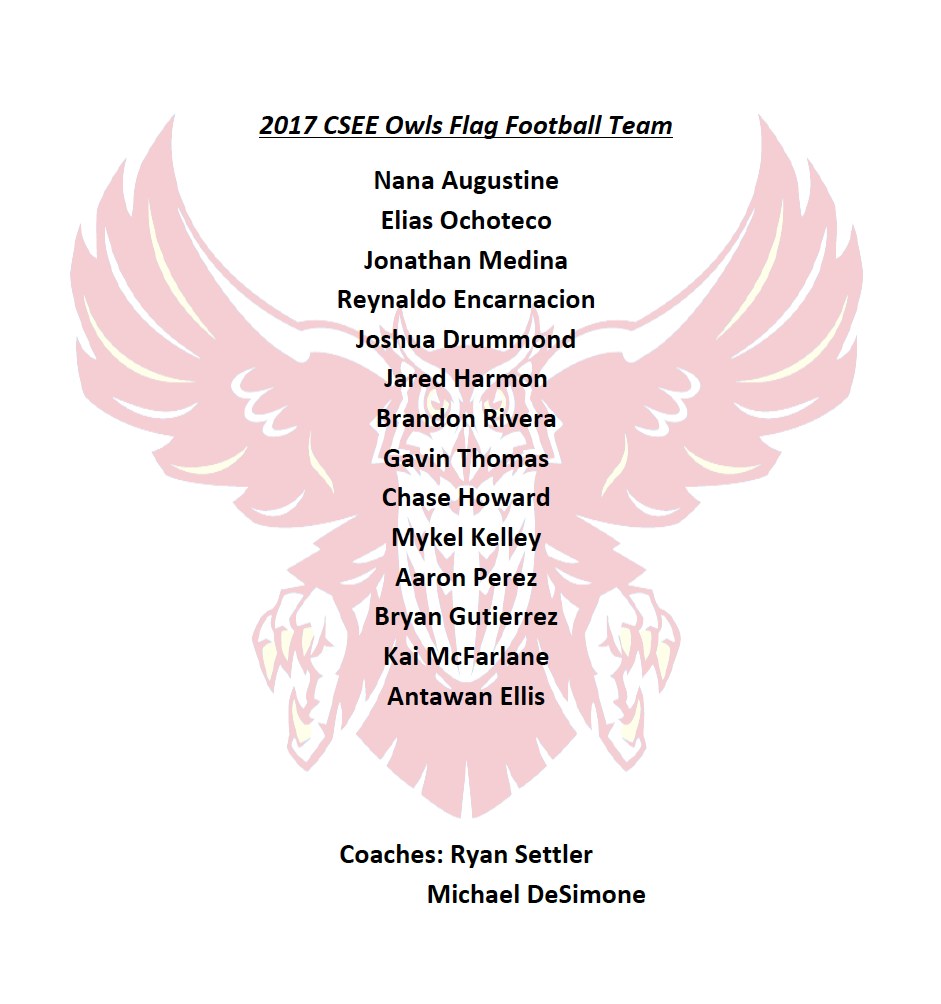 2017 CSEE Owls Flag Football Team
Nana Augustine
Elias Ochoteco
Jonathan Medina
Reynaldo Encarnacion
Joshua Drummond
Jared Harmon
Brandon Rivera
Gavin Thomas
Chase Howard
Mykel Kelley
Aaron Perez
Bryan Gutierrez
Kai McFarlane
Antawan Ellis
Coaches: Ryan Settler
Michael DeSimone